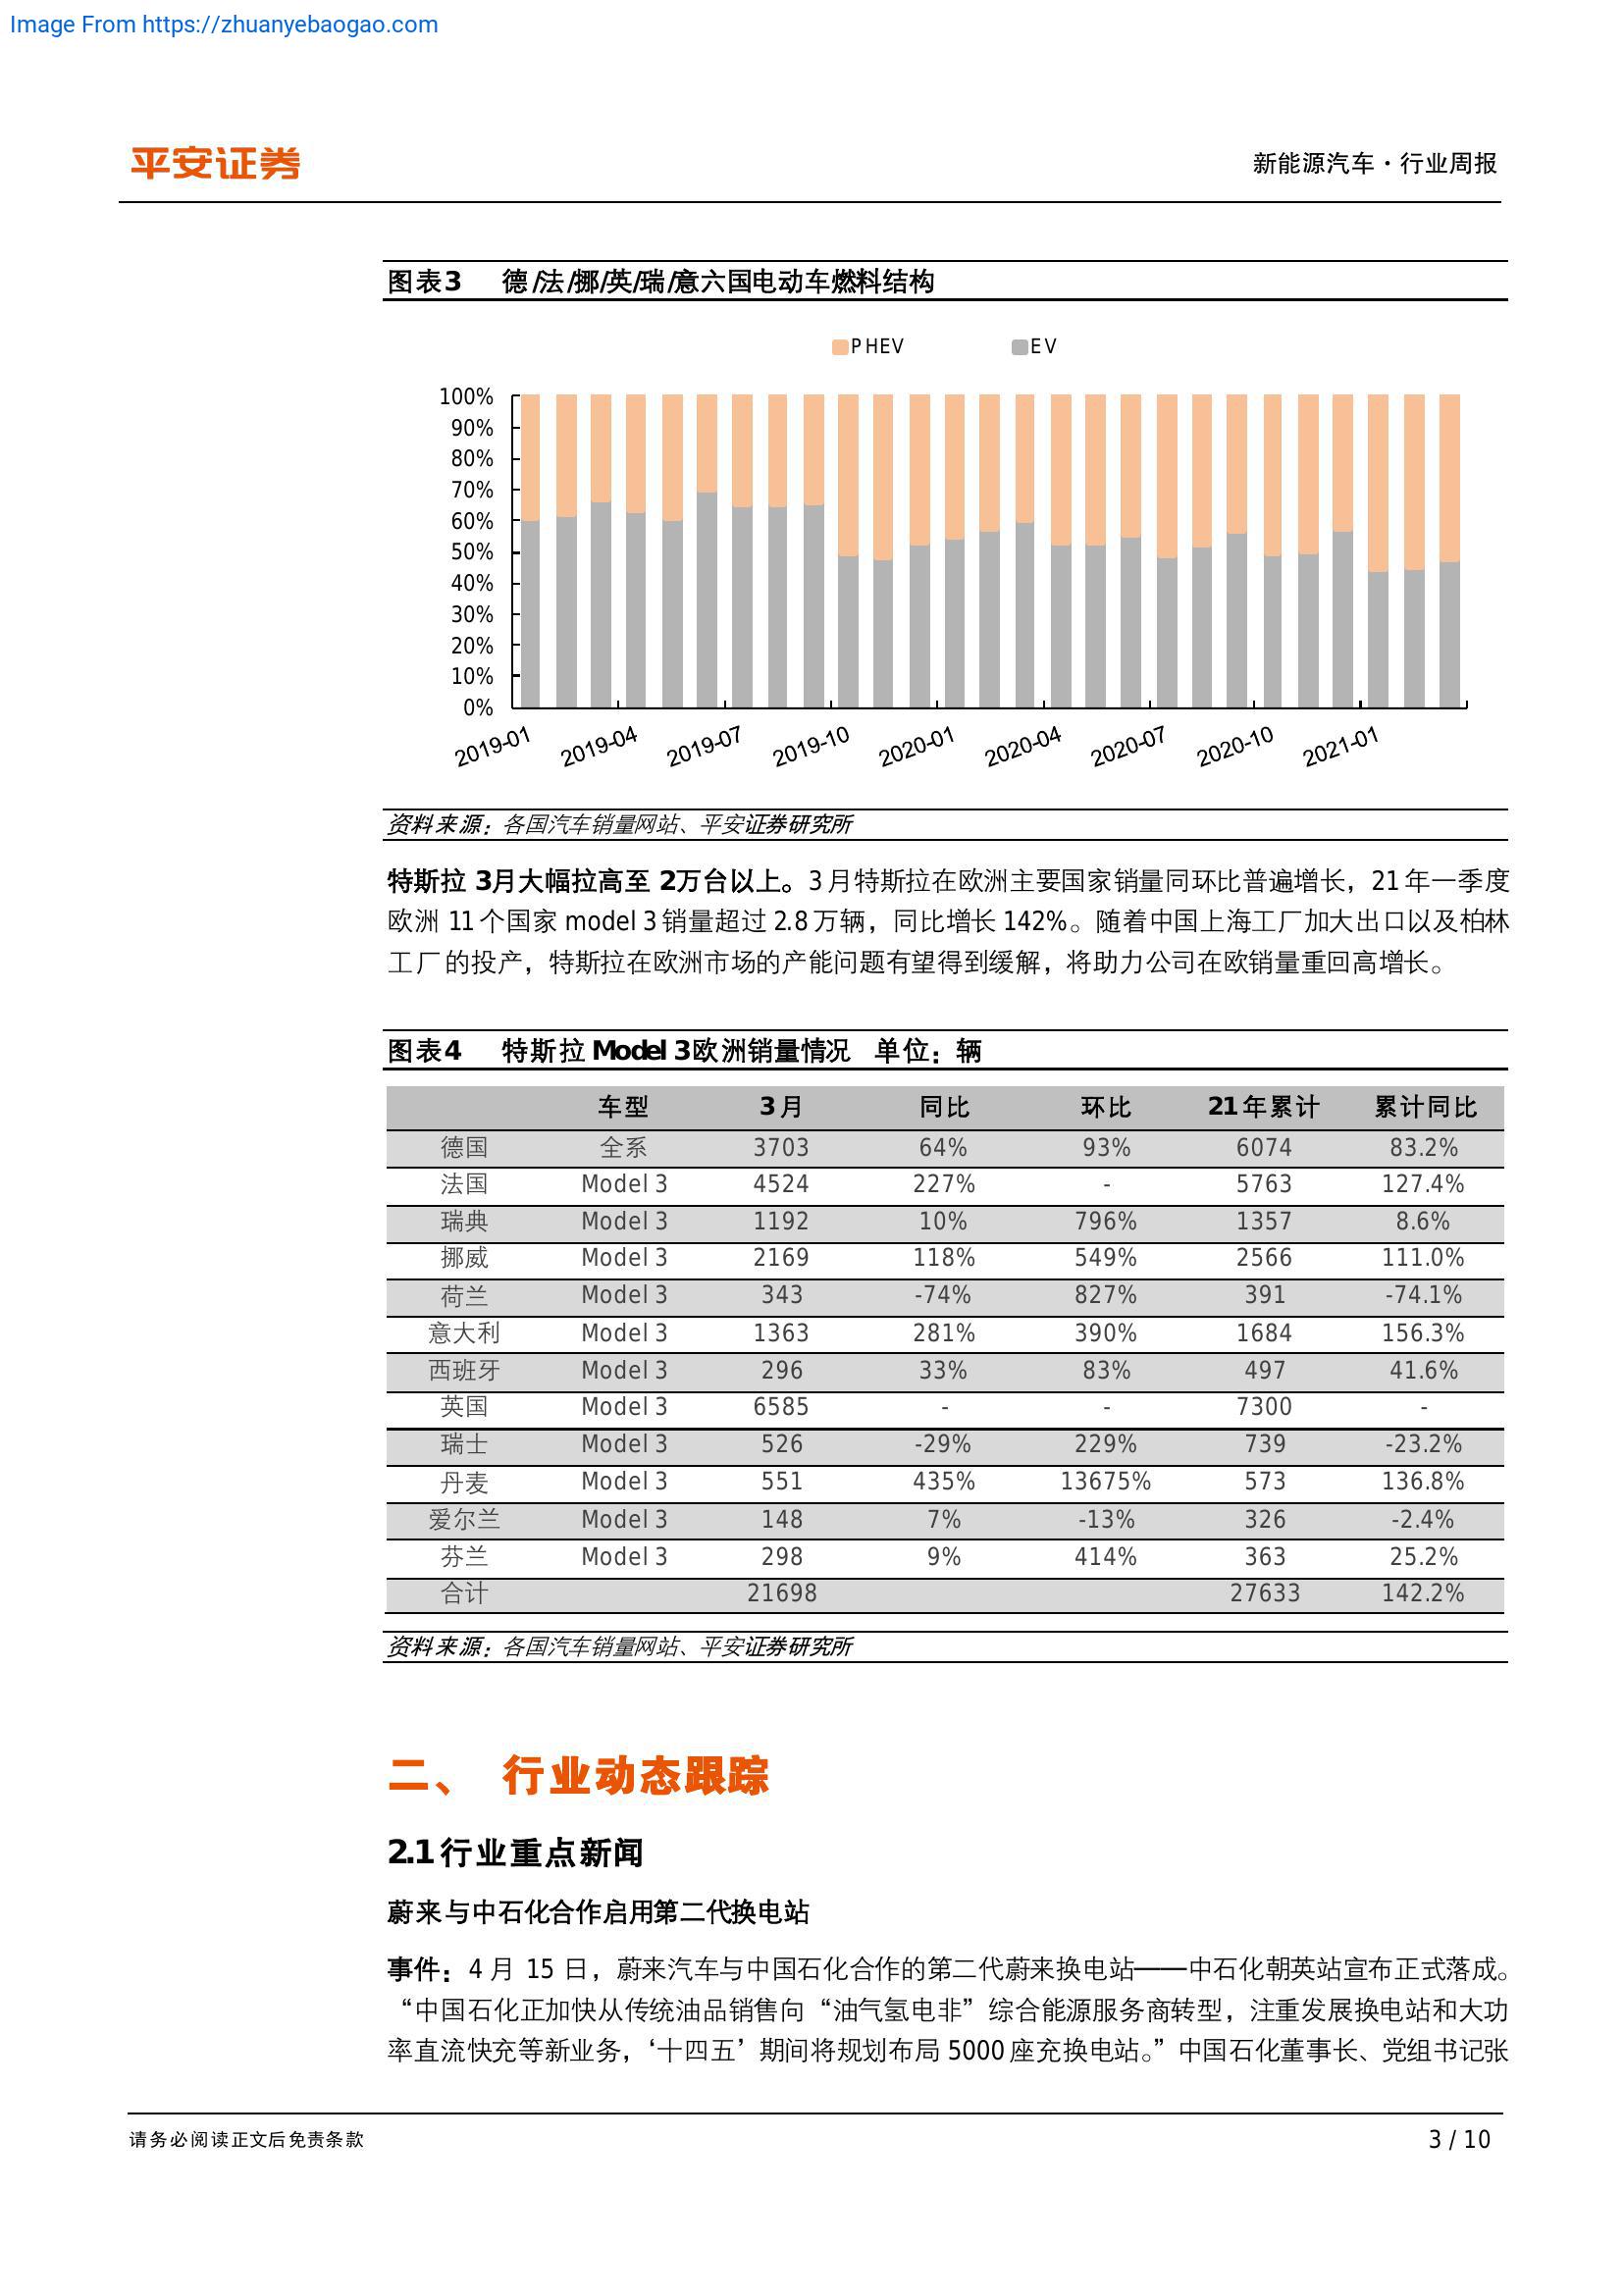 Image From https://zhuanyebaogao.com
平安证券
新能源汽车·行业周报
图表3 德/法/挪/英/瑞/意六国电动车燃料结构
PHEV EV
100%
90%
80%
70%
60%
50%
40%
30%
20%
10%
0%
2019-01 2019-04 2019-07 2019-10 2020-01 2020-04 2020-07 2020-10 2021-01
资料来源：各国汽车销量网站、平安证券研究所
特斯拉 3月大幅拉高至 2万台以上。3月特斯拉在欧洲主要国家销量同环比普遍增长，21年一季度
欧洲 11个国家 model 3销量超过 2.8万辆，同比增长 142%。随着中国上海工厂加大出口以及柏林
工厂的投产，特斯拉在欧洲市场的产能问题有望得到缓解，将助力公司在欧销量重回高增长。
图表4 特斯拉 Model 3欧洲销量情况 单位：辆
车型 3月 同比 环比 21年累计 累计同比
德国 全系 3703 64% 93% 6074 83.2%
法国 Model 3 4524 227% - 5763 127.4%
瑞典 Model 3 1192 10% 796% 1357 8.6%
挪威 Model 3 2169 118% 549% 2566 111.0%
荷兰 Model 3 343 -74% 827% 391 -74.1%
意大利 Model 3 1363 281% 390% 1684 156.3%
西班牙 Model 3 296 33% 83% 497 41.6%
英国 Model 3 6585 - - 7300 -
瑞士 Model 3 526 -29% 229% 739 -23.2%
丹麦 Model 3 551 435% 13675% 573 136.8%
爱尔兰 Model 3 148 7% -13% 326 -2.4%
芬兰 Model 3 298 9% 414% 363 25.2%
合计 21698 27633 142.2%
资料来源：各国汽车销量网站、平安证券研究所
二、 行业动态跟踪
2.1 行业重点新闻
蔚来与中石化合作启用第二代换电站
事件：4 月 15 日，蔚来汽车与中国石化合作的第二代蔚来换电站——中石化朝英站宣布正式落成。
“中国石化正加快从传统油品销售向“油气氢电非”综合能源服务商转型，注重发展换电站和大功
率直流快充等新业务，‘十四五’期间将规划布局 5000座充换电站。”中国石化董事长、党组书记张
请务必阅读正文后免责条款
3 / 10